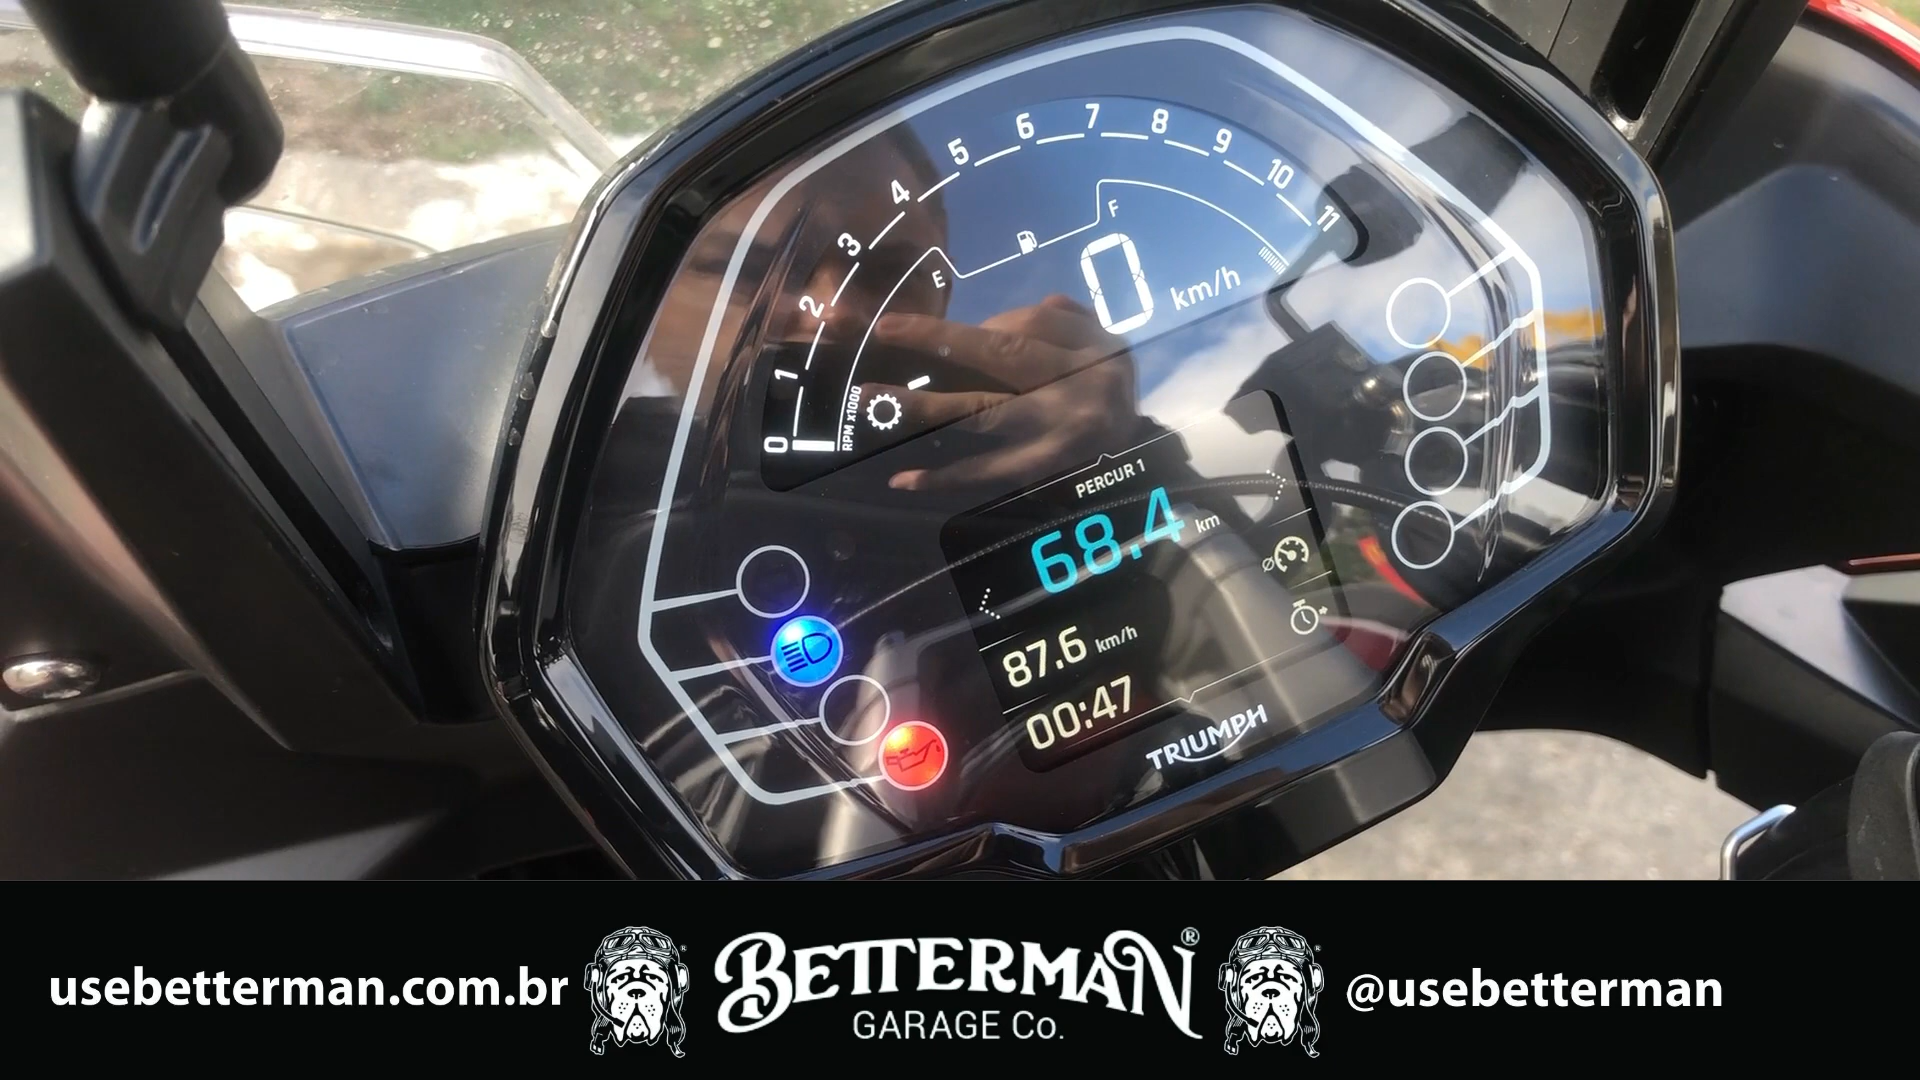 0 1 2 3 4 5 6 7 8 9 10 11
RPM x1000
E F
0 km/h
PERCUR 1
68.4 km
87.6 km/h
00:47
TRIUMPH
usebetterman.com.br
BETTERMAN®
GARAGE Co.
@usebetterman